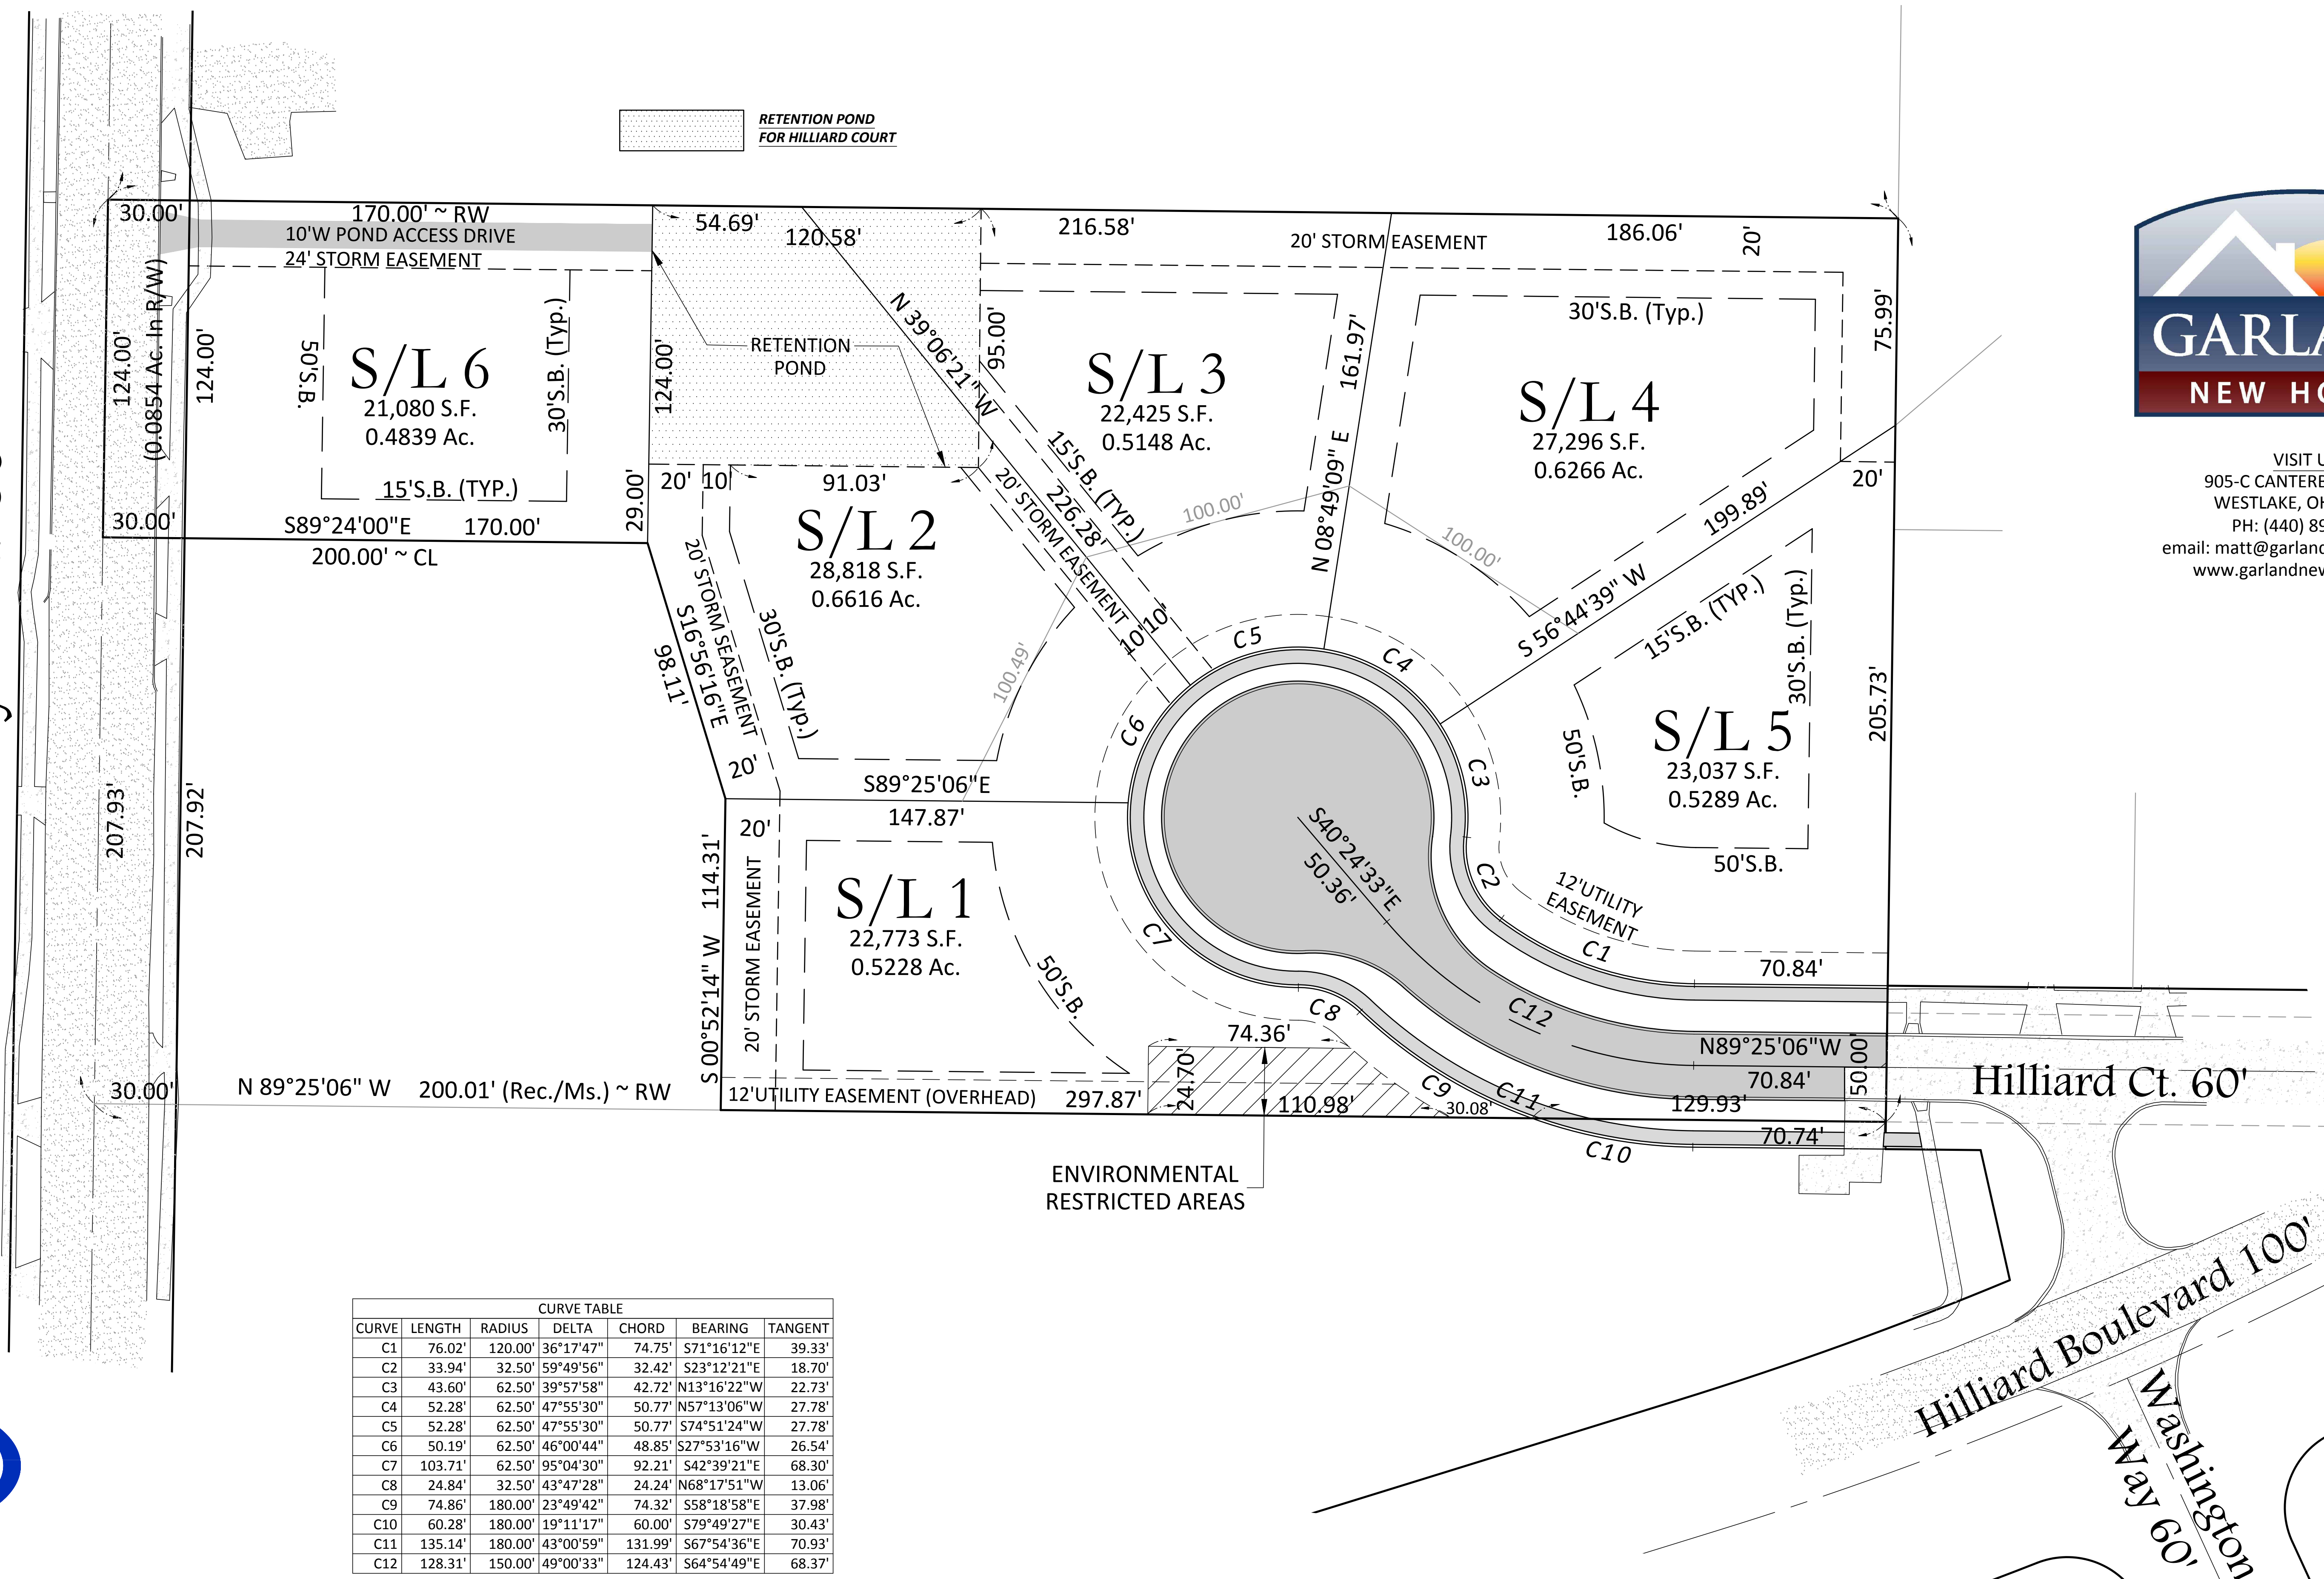 RETENTION POND
FOR HILLIARD COURT
30.00'
170.00' ~ RW
10'W POND ACCESS DRIVE
24' STORM EASEMENT
54.69'
120.58'
216.58'
20' STORM EASEMENT
186.06'
20'
75.99'
124.00'
(0.0854 Ac. In R/W)
124.00'
50'S.B.
S/L 6
21,080 S.F.
0.4839 Ac.
30'S.B. (Typ.)
15'S.B. (TYP.)
124.00'
29.00'
30.00'
S89°24'00"E 170.00'
200.00' ~ CL
RETENTION
POND
N 39°06'21" W
95.00'
226.28'
15'S.B. (TYP.)
20' STORM EASEMENT
10'
10'
S/L 3
22,425 S.F.
0.5148 Ac.
161.97'
N 08°49'09" E
30'S.B. (Typ.)
S/L 4
27,296 S.F.
0.6266 Ac.
20'
199.89'
S 56°44'39" W
100.00'
100.00'
100.49'
20'
10'
91.03'
S/L 2
28,818 S.F.
0.6616 Ac.
20' STORM SEASEMENT
S16°56'16"E
98.11'
30'S.B. (Typ.)
20'
S89°25'06"E
147.87'
15'S.B. (TYP.)
30'S.B. (Typ.)
50'S.B.
S/L 5
23,037 S.F.
0.5289 Ac.
50'S.B.
205.73'
12'UTILITY
EASEMENT
C5
C4
C6
C3
C2
C7
C1
C8
C12
C9
C11
C10
S40°24'33"E
50.36'
207.93'
207.92'
114.31'
S 00°52'14" W
20'
20' STORM EASEMENT
S/L 1
22,773 S.F.
0.5228 Ac.
50'S.B.
74.36'
24.70'
110.98'
30.08'
70.84'
N89°25'06"W
70.84'
50.00'
129.93'
70.74'
30.00'
N 89°25'06" W 200.01' (Rec./Ms.) ~ RW
12'UTILITY EASEMENT (OVERHEAD)
297.87'
ENVIRONMENTAL
RESTRICTED AREAS
Hilliard Ct. 60'
Hilliard Boulevard 100'
Washington
Way 60'
NEW
VISIT
905-C
WESTLAKE,
PH: (440)
email:
CURVE TABLE
CURVE LENGTH RADIUS DELTA CHORD BEARING TANGENT
C1 76.02' 120.00' 36°17'47" 74.75' S71°16'12"E 39.33'
C2 33.94' 32.50' 59°49'56" 32.42' S23°12'21"E 18.70'
C3 43.60' 62.50' 39°57'58" 42.72' N13°16'22"W 22.73'
C4 52.28' 62.50' 47°55'30" 50.77' N57°13'06"W 27.78'
C5 52.28' 62.50' 47°55'30" 50.77' S74°51'24"W 27.78'
C6 50.19' 62.50' 46°00'44" 48.85' S27°53'16"W 26.54'
C7 103.71' 62.50' 95°04'30" 92.21' S42°39'21"E 68.30'
C8 24.84' 32.50' 43°47'28" 24.24' N68°17'51"W 13.06'
C9 74.86' 180.00' 23°49'42" 74.32' S58°18'58"E 37.98'
C10 60.28' 180.00' 19°11'17" 60.00' S79°49'27"E 30.43'
C11 135.14' 180.00' 43°00'59" 131.99' S67°54'36"E 70.93'
C12 128.31' 150.00' 49°00'33" 124.43' S64°54'49"E 68.37'